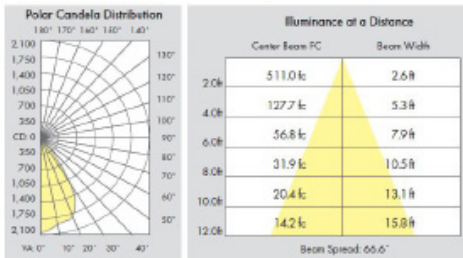 Polar Candela Distribution
180° 170° 160° 150° 140°
2,100
1,750
1,400
1,050
700
350
CD: 0
350
700
1,050
1,400
1,750
2,100
130°
120°
110°
100°
90°
80°
70°
60°
50°
VA: 0° 10° 20° 30° 40°
Illuminance at a Distance
Center Beam FC Beam Width
2.0ft 511.0 fc 2.6 ft
4.0ft 127.7 fc 5.3 ft
6.0ft 56.8 fc 7.9 ft
8.0ft 31.9 fc 10.5 ft
10.0ft 20.4 fc 13.1 ft
12.0ft 14.2 fc 15.8 ft
Beam Spread: 66.6°